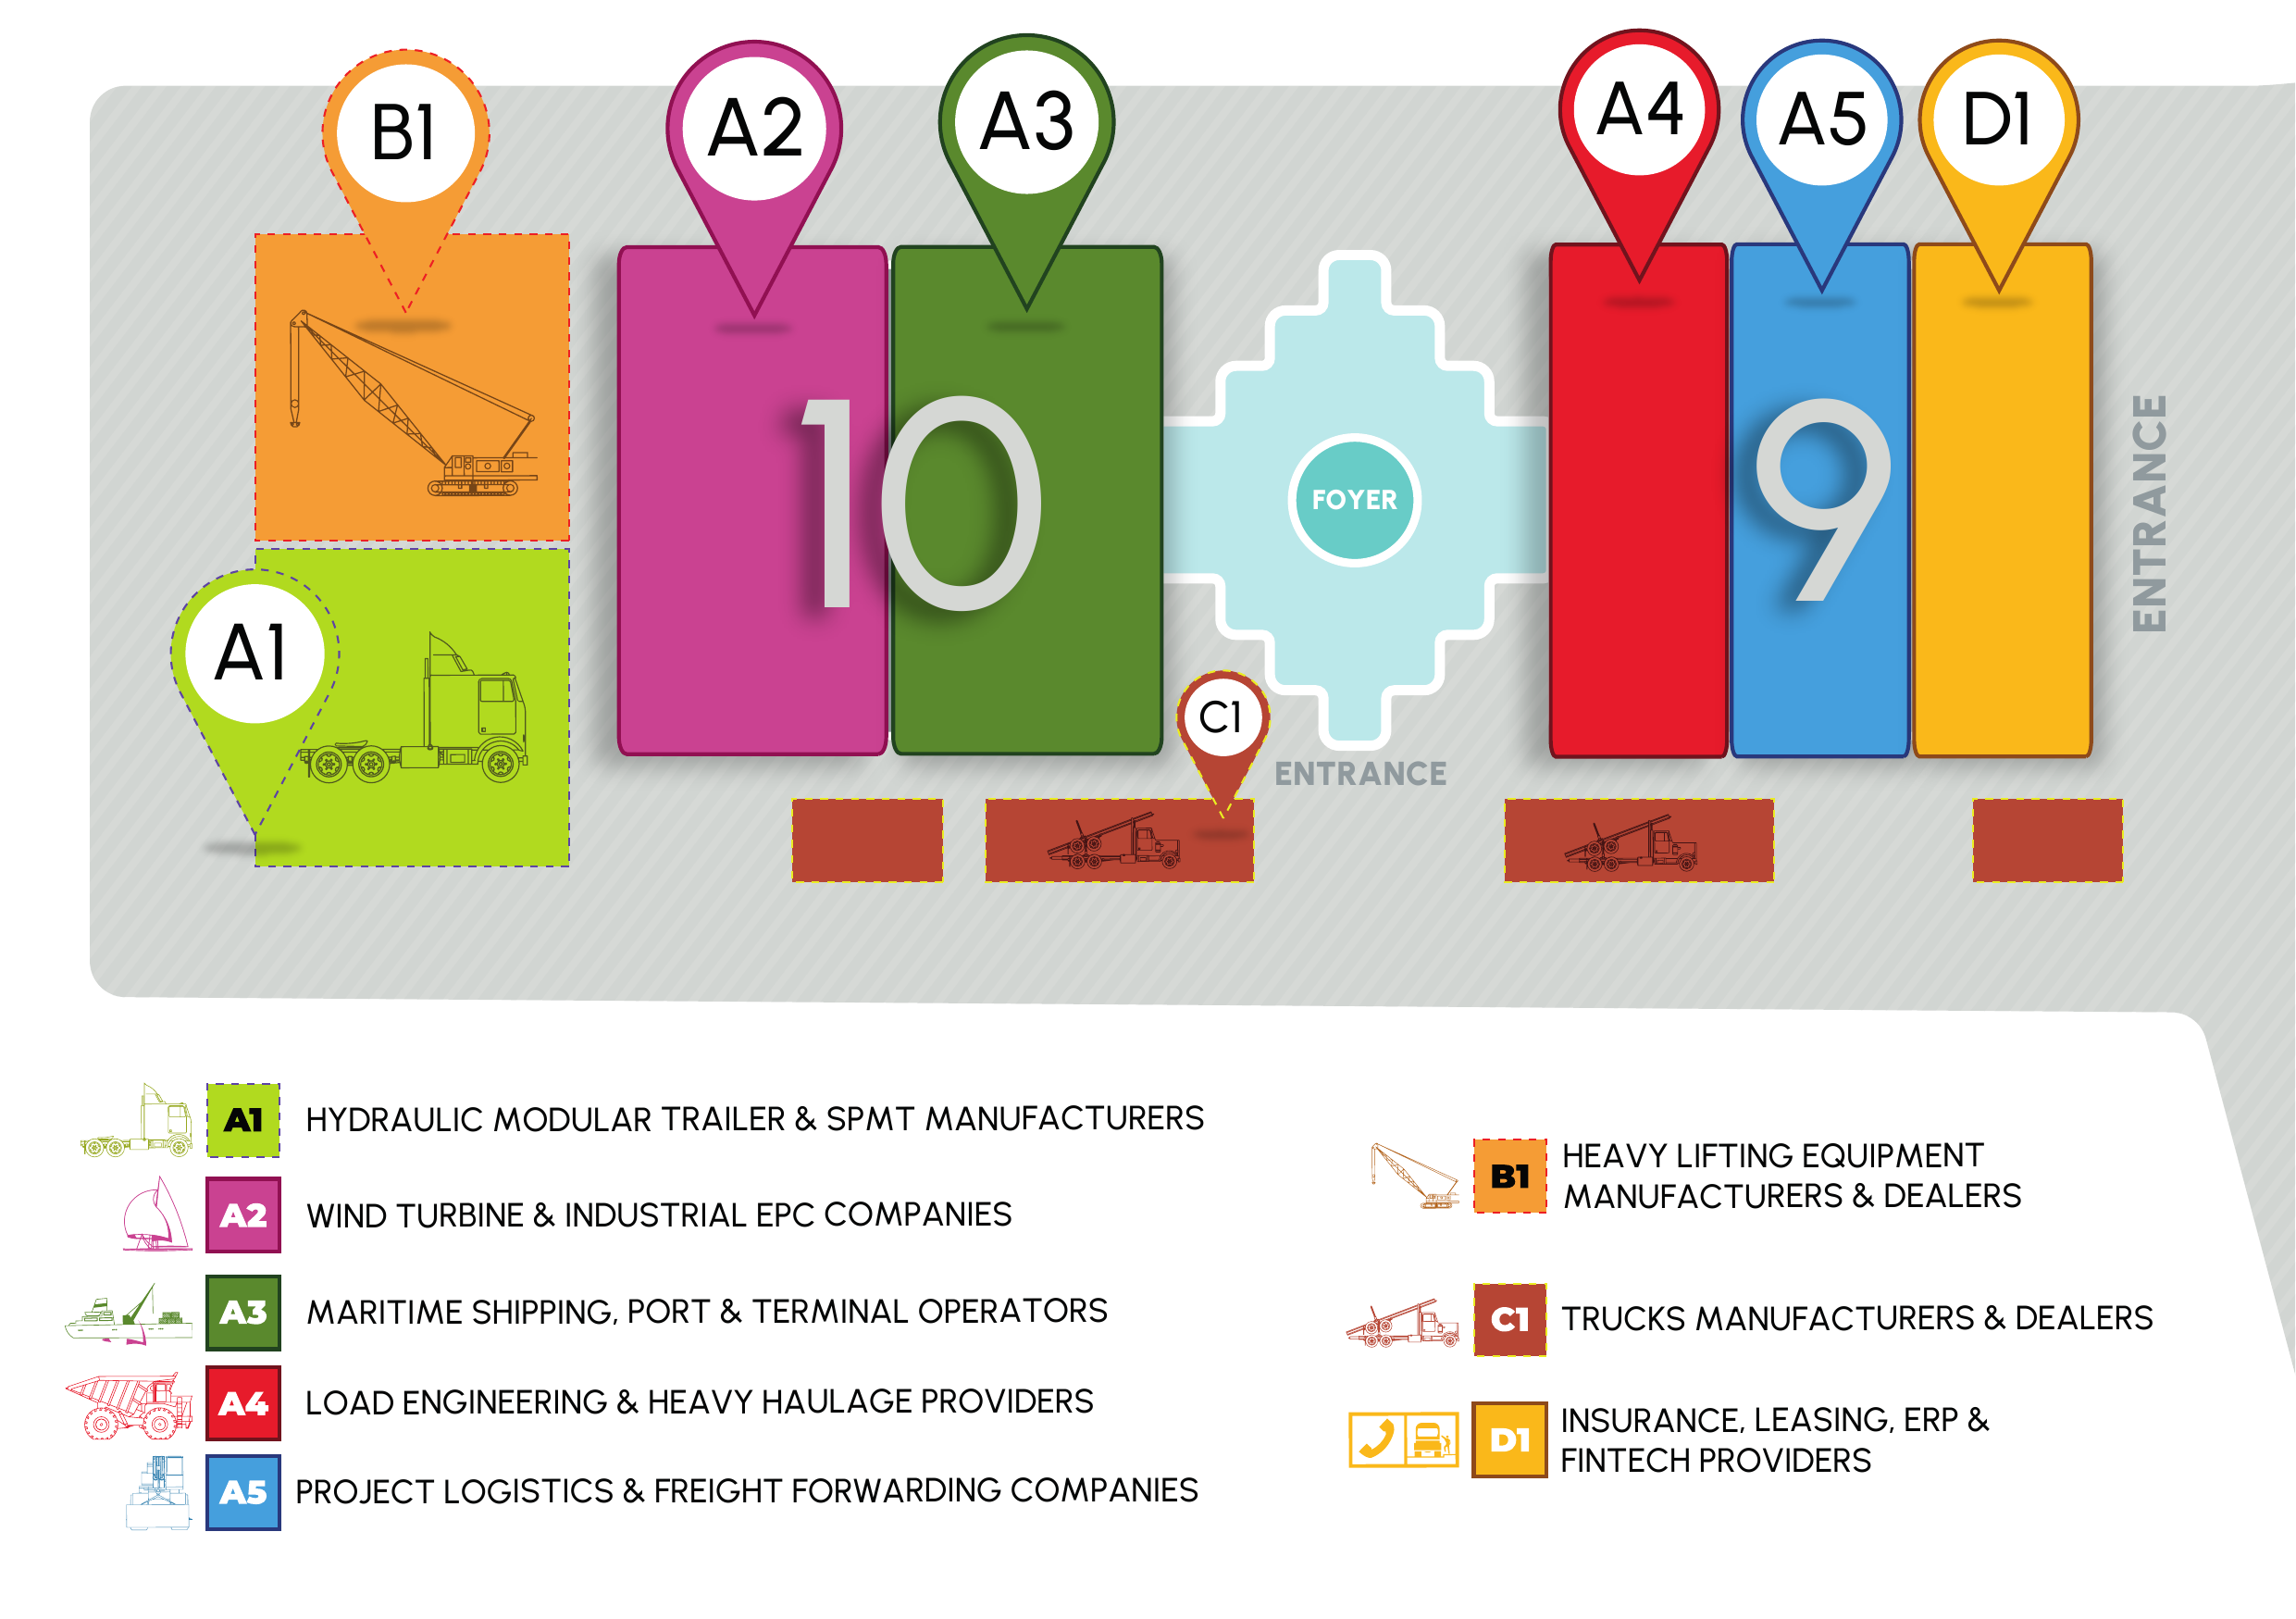 B1
A2
A3
A4
A5
D1
10
9
FOYER
ENTRANCE
A1
C1
ENTRANCE
A1 HYDRAULIC MODULAR TRAILER & SPMT MANUFACTURERS
A2 WIND TURBINE & INDUSTRIAL EPC COMPANIES
A3 MARITIME SHIPPING, PORT & TERMINAL OPERATORS
A4 LOAD ENGINEERING & HEAVY HAULAGE PROVIDERS
A5 PROJECT LOGISTICS & FREIGHT FORWARDING COMPANIES
B1 HEAVY LIFTING EQUIPMENT
MANUFACTURERS & DEALERS
C1 TRUCKS MANUFACTURERS & DEALERS
D1 INSURANCE, LEASING, ERP &
FINTECH PROVIDERS